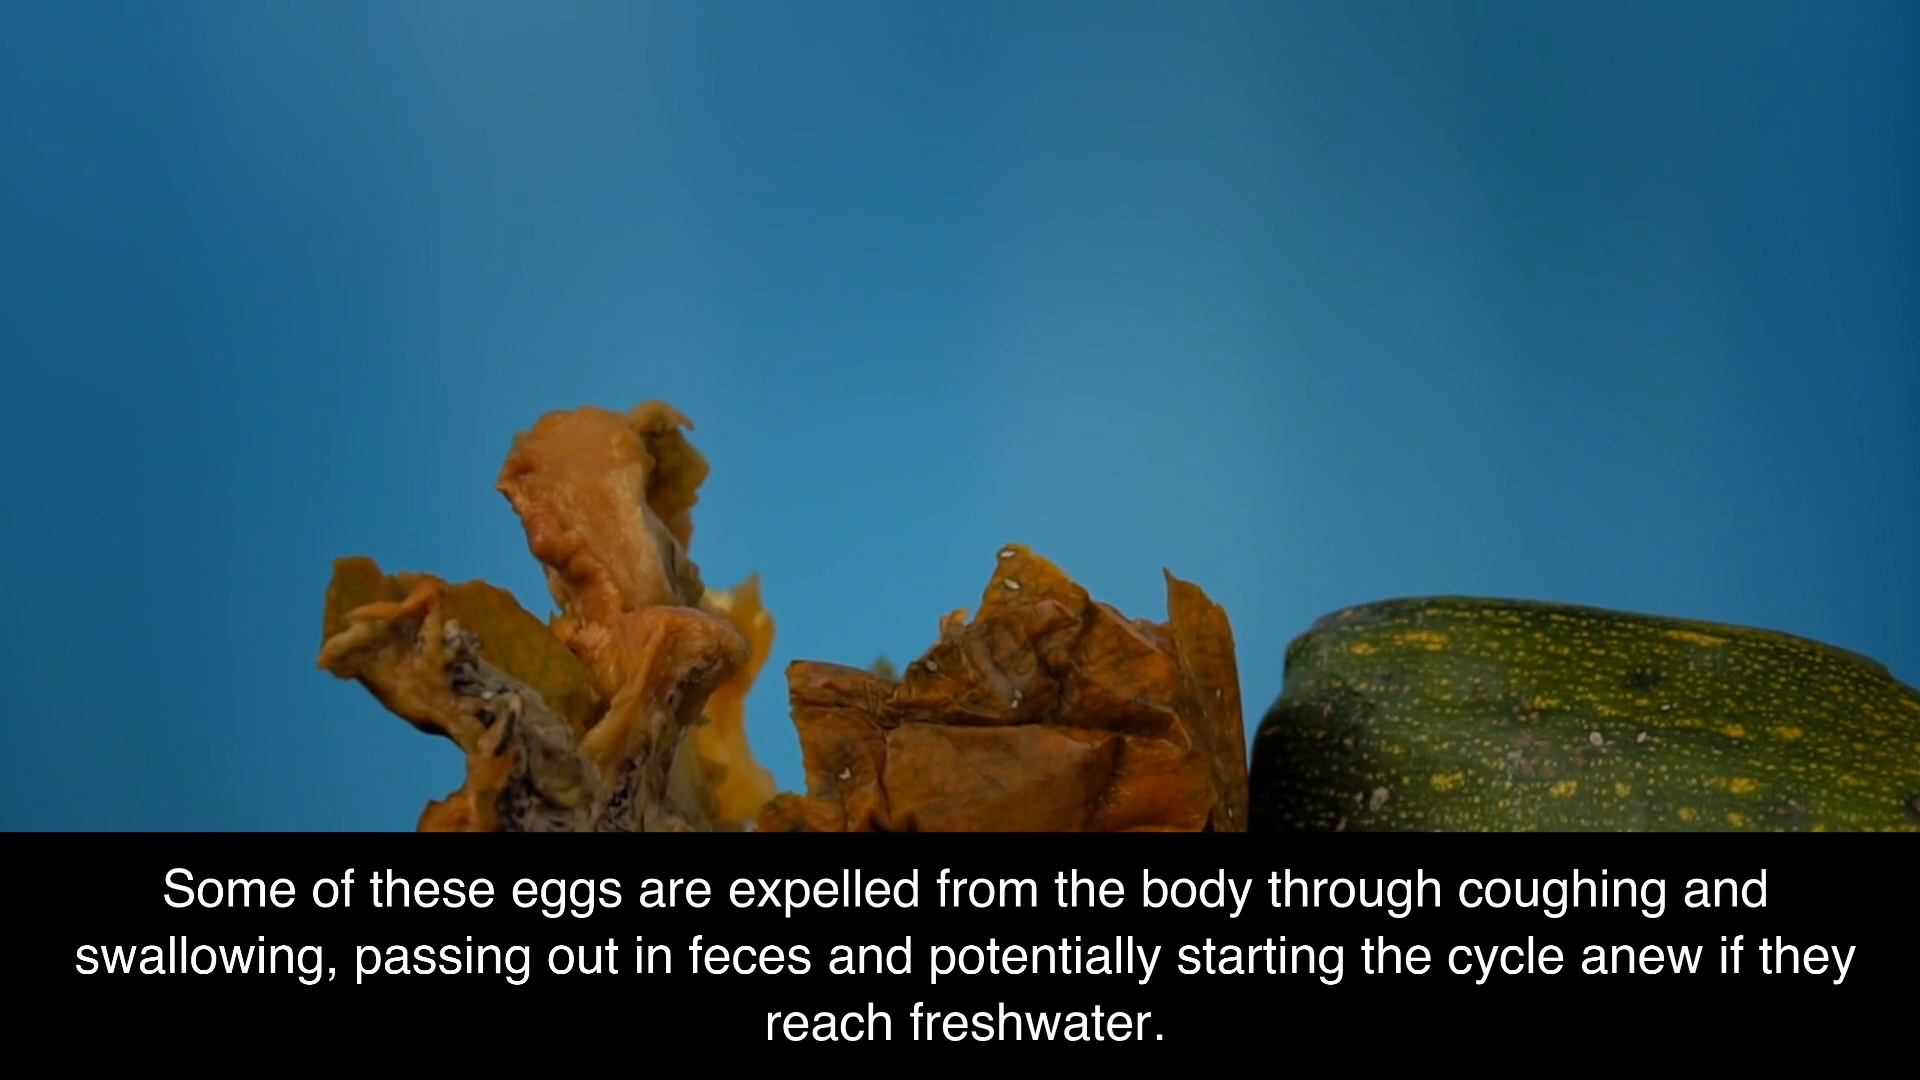 Some of these eggs are expelled from the body through coughing and
swallowing, passing out in feces and potentially starting the cycle anew if they
reach freshwater.